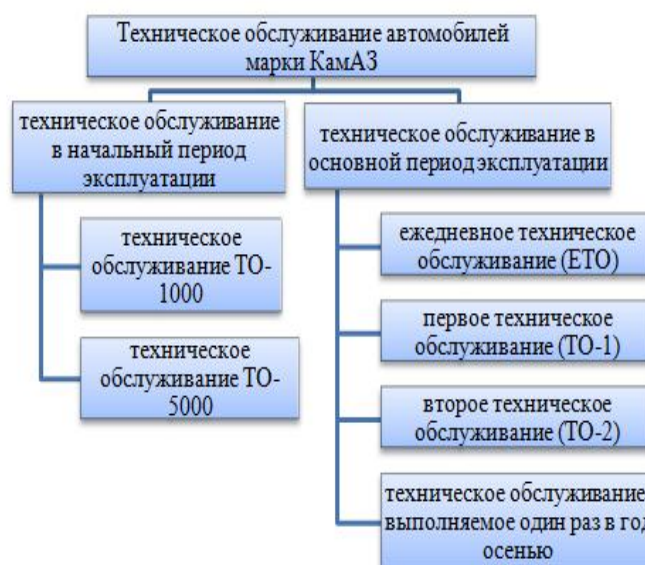 Техническое обслуживание автомобилей
марки КамАЗ
техническое обслуживание
в начальный период
эксплуатации
техническое
обслуживание ТО-
1000
техническое
обслуживание ТО-
5000
техническое обслуживание в
основной период эксплуатации
ежедневное техническое
обслуживание (ЕТО)
первое техническое
обслуживание (ТО-1)
второе техническое
обслуживание (ТО-2)
техническое обслуживание
выполняемое один раз в год
осенью